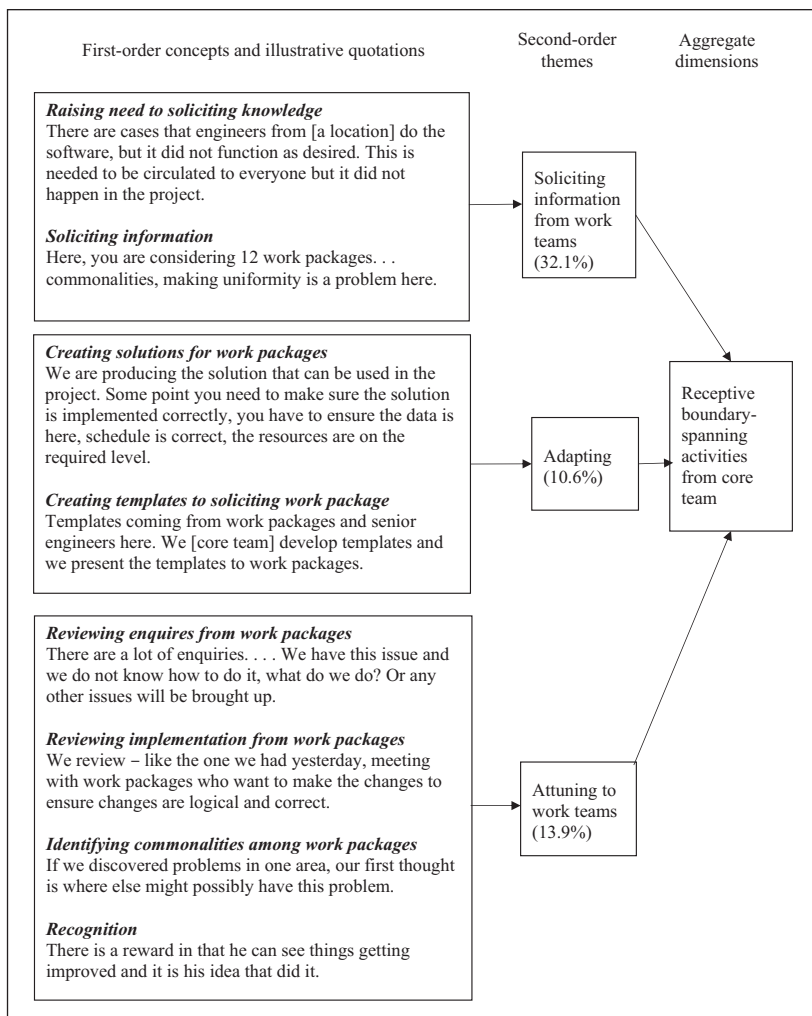 First-order concepts and illustrative quotations
Second-order
themes
Aggregate
dimensions
Raising need to soliciting knowledge
There are cases that engineers from [a location] do the
software, but it did not function as desired. This is
needed to be circulated to everyone but it did not
happen in the project.
Soliciting information
Here, you are considering 12 work packages. . .
commonalities, making uniformity is a problem here.
Soliciting
information
from work
teams
(32.1%)
Creating solutions for work packages
We are producing the solution that can be used in the
project. Some point you need to make sure the solution
is implemented correctly, you have to ensure the data is
here, schedule is correct, the resources are on the
required level.
Creating templates to soliciting work package
Templates coming from work packages and senior
engineers here. We [core team] develop templates and
we present the templates to work packages.
Adapting
(10.6%)
Receptive
boundary-
spanning
activities
from core
team
Reviewing enquires from work packages
There are a lot of enquiries. . . . We have this issue and
we do not know how to do it, what do we do? Or any
other issues will be brought up.
Reviewing implementation from work packages
We review – like the one we had yesterday, meeting
with work packages who want to make the changes to
ensure changes are logical and correct.
Identifying commonalities among work packages
If we discovered problems in one area, our first thought
is where else might possibly have this problem.
Recognition
There is a reward in that he can see things getting
improved and it is his idea that did it.
Attuning to
work teams
(13.9%)